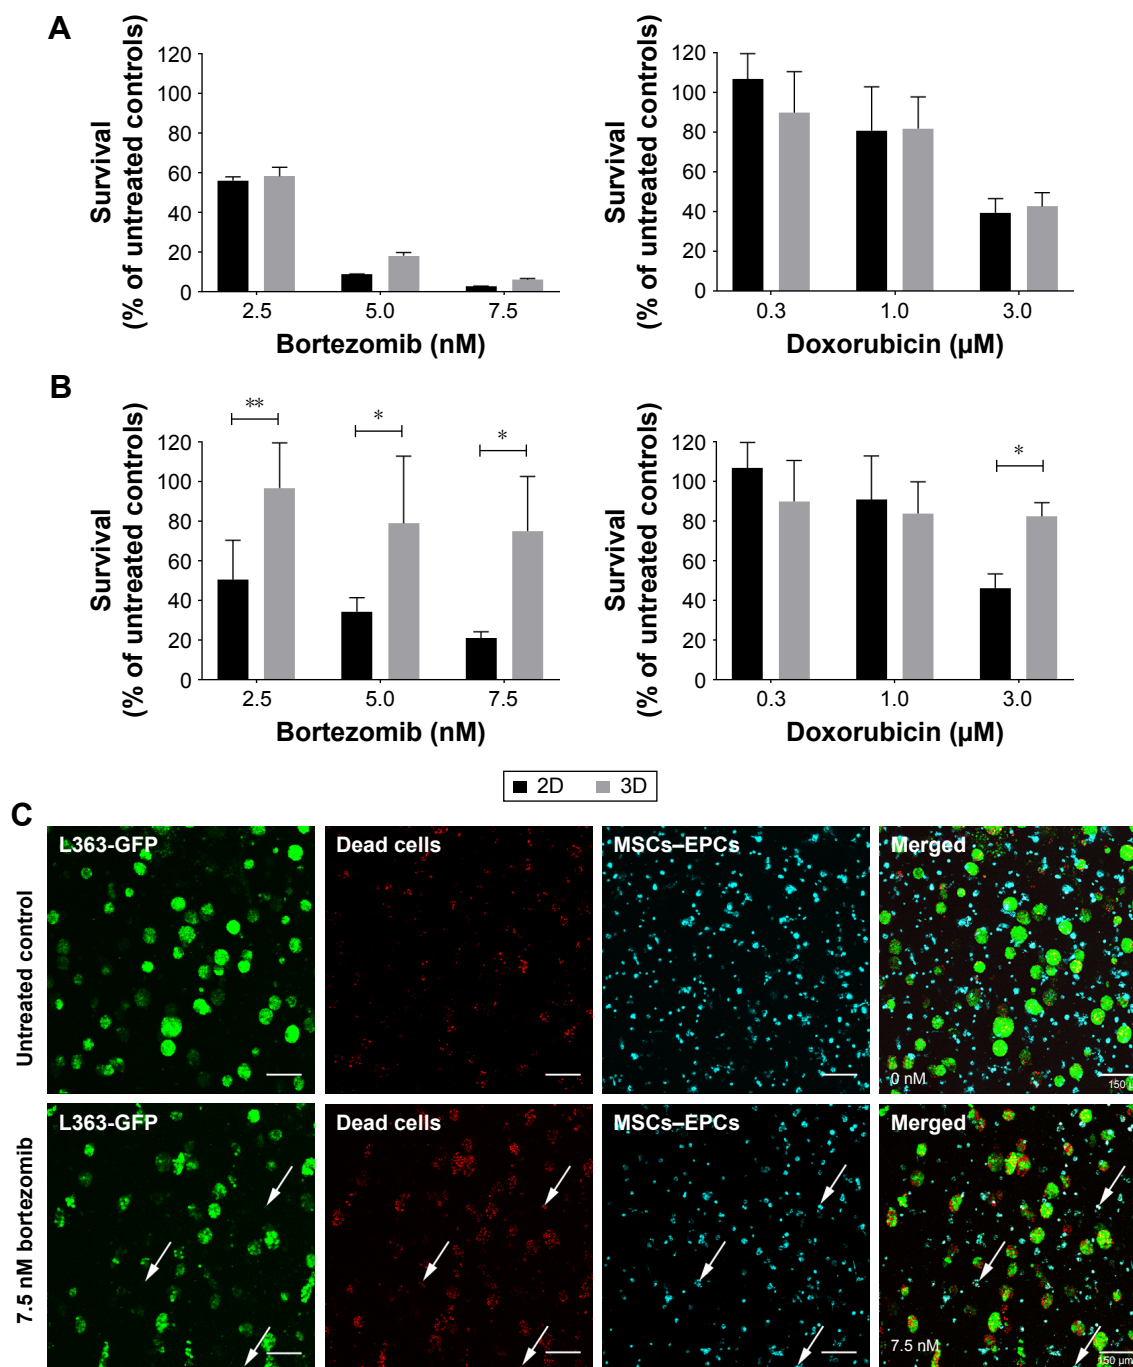 A
Survival
(% of untreated controls)
120
100
80
60
40
20
0
2.5
5.0
7.5
Bortezomib (nM)
Survival
(% of untreated controls)
120
100
80
60
40
20
0
0.3
1.0
3.0
Doxorubicin (µM)
B
Survival
(% of untreated controls)
120
100
80
60
40
20
0
**
*
*
2.5
5.0
7.5
Bortezomib (nM)
Survival
(% of untreated controls)
120
100
80
60
40
20
0
*
0.3
1.0
3.0
Doxorubicin (µM)
2D 3D
C
Untreated control
L363-GFP
Dead cells
MSCs–EPCs
Merged
0 nM
7.5 nM bortezomib
L363-GFP
Dead cells
MSCs–EPCs
Merged
7.5 nM
150 µm